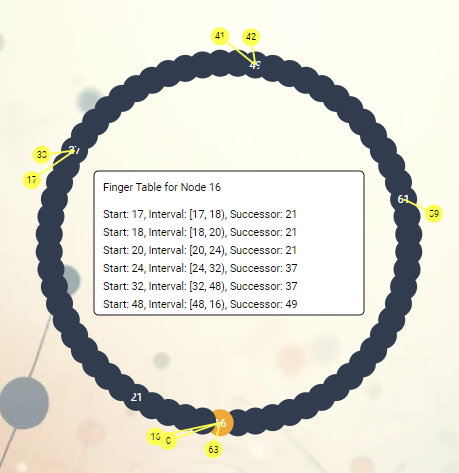 41
42
49
37
33
17
61
59
Finger Table for Node 16
Start: 17, Interval: [17, 18), Successor: 21
Start: 18, Interval: [18, 20), Successor: 21
Start: 20, Interval: [20, 24), Successor: 21
Start: 24, Interval: [24, 32), Successor: 37
Start: 32, Interval: [32, 48), Successor: 37
Start: 48, Interval: [48, 16), Successor: 49
21
16
63